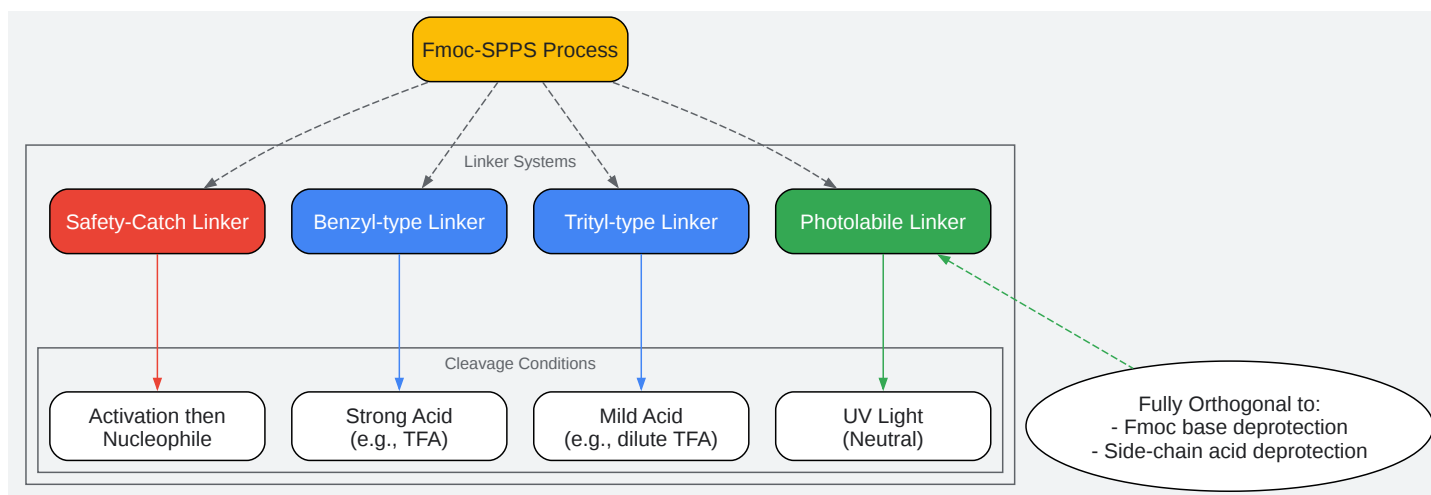 Fmoc-SPPS Process
Linker Systems
Safety-Catch Linker
Benzyl-type Linker
Trityl-type Linker
Photolabile Linker
Cleavage Conditions
Activation then
Nucleophile
Strong Acid
(e.g., TFA)
Mild Acid
(e.g., dilute TFA)
UV Light
(Neutral)
Fully Orthogonal to:
- Fmoc base deprotection
- Side-chain acid deprotection